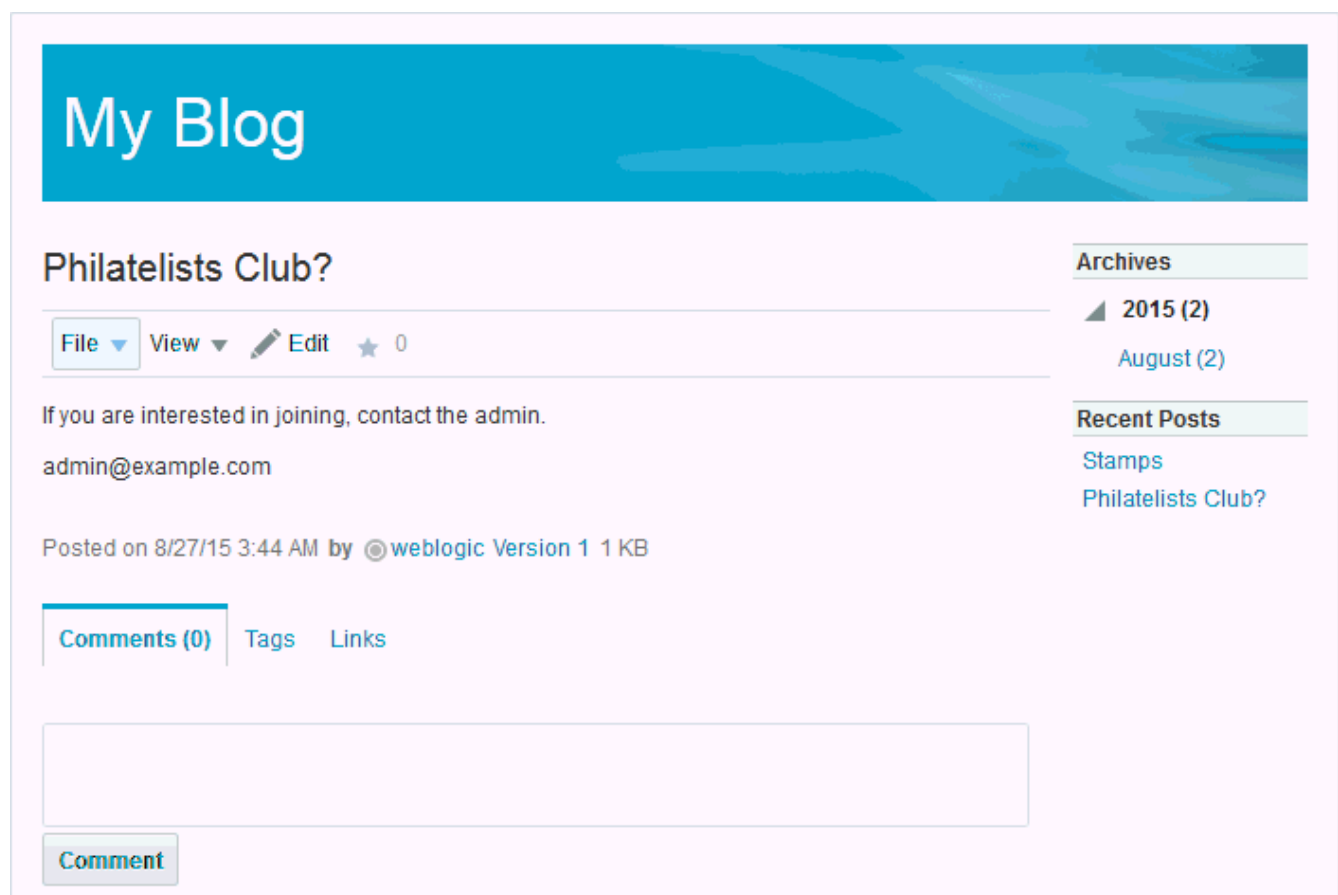 My Blog
Philatelists Club?
File View Edit 0
If you are interested in joining, contact the admin.
admin@example.com
Posted on 8/27/15 3:44 AM by weblogic Version 1 1 KB
Comments (0) Tags Links
Comment
Archives
2015 (2)
August (2)
Recent Posts
Stamps
Philatelists Club?